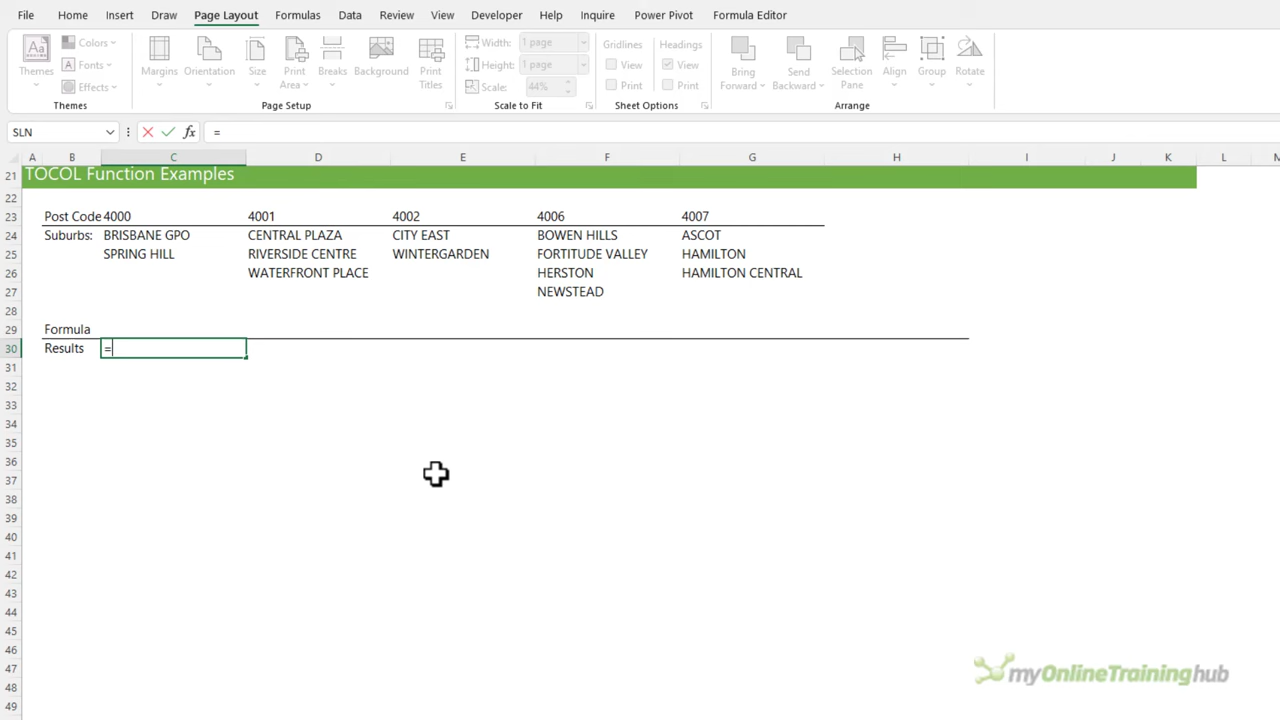 File Home Insert Draw Page Layout Formulas Data Review View Developer Help Inquire Power Pivot Formula Editor
Themes Colors Fonts Effects Margins Orientation Size Print Area Breaks Background Print Titles Width: 1 page Height: 1 page Scale: 44% Gridlines View Print Headings View Print Bring Forward Send Backward Selection Pane Align Group Rotate
Themes Page Setup Scale to Fit Sheet Options Arrange
SLN fx =
A B C D E F G H I J K L M
21 TOCOL Function Examples
22
23 Post Code 4000 4001 4002 4006 4007
24 Suburbs: BRISBANE GPO CENTRAL PLAZA CITY EAST BOWEN HILLS ASCOT
25 SPRING HILL RIVERSIDE CENTRE WINTERGARDEN FORTITUDE VALLEY HAMILTON
26 WATERFRONT PLACE HERSTON HAMILTON CENTRAL
27 NEWSTEAD
28
29 Formula
30 Results =
31
32
33
34
35
36
37
38
39
40
41
42
43
44
45
46
47 myOnlineTraininghub
48
49